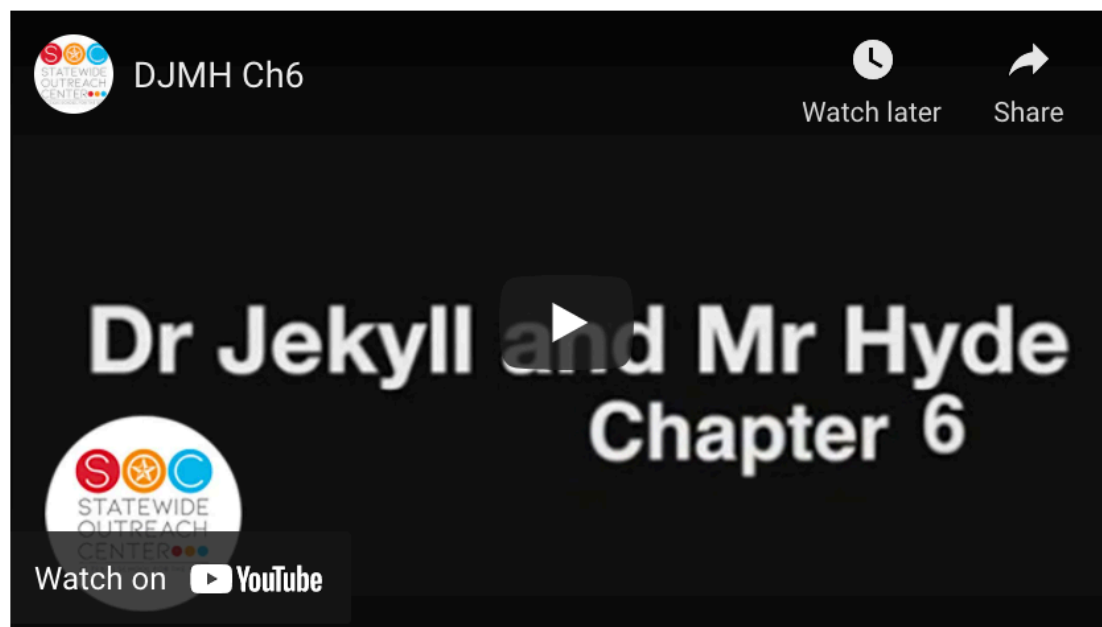 SOC
STATEWIDE
OUTREACH
CENTER
DJMH Ch6
Watch later
Share
Dr Jekyll and Mr Hyde
Chapter 6
SOC
STATEWIDE
OUTREACH
CENTER
Watch on YouTube